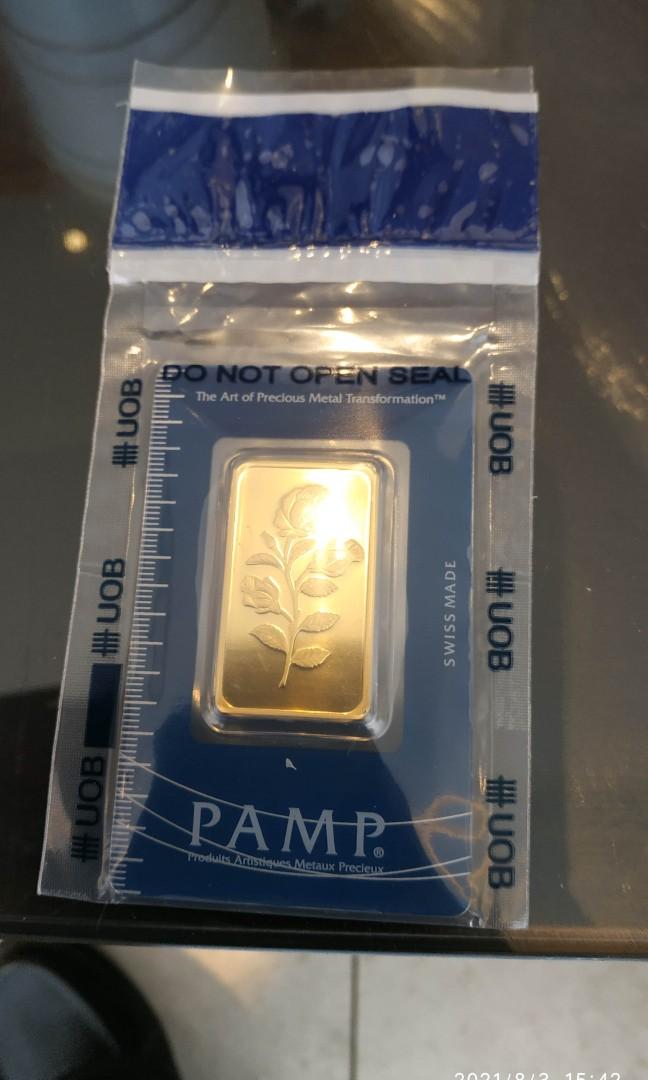 DO NOT OPEN SEAL
The Art of Precious Metal Transformation™
UOB
UOB
UOB
UOB
UOB
UOB
SWISS MADE
PAMP®
Produits Artistiques Metaux Precieux
2021/8/3 15:42